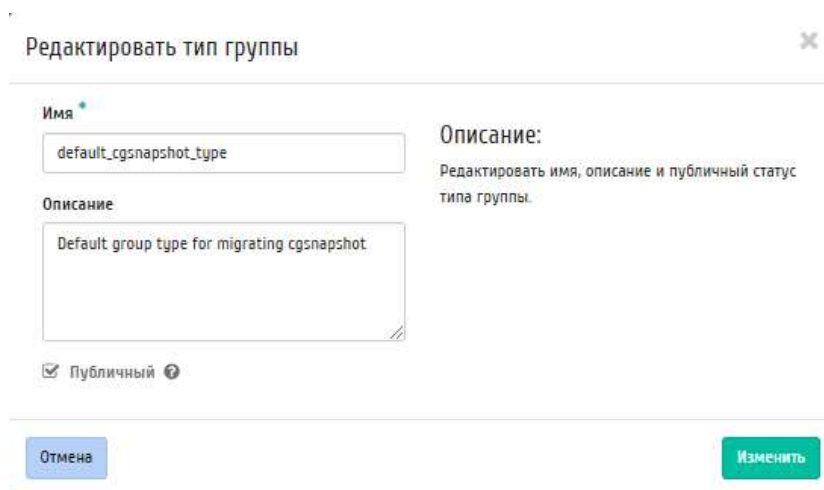 Редактировать тип группы
Имя *
default_cgsnapshot_type
Описание
Default group type for migrating cgsnapshot
Публичный
Описание:
Редактировать имя, описание и публичный статус
типа группы.
Отмена
Изменить